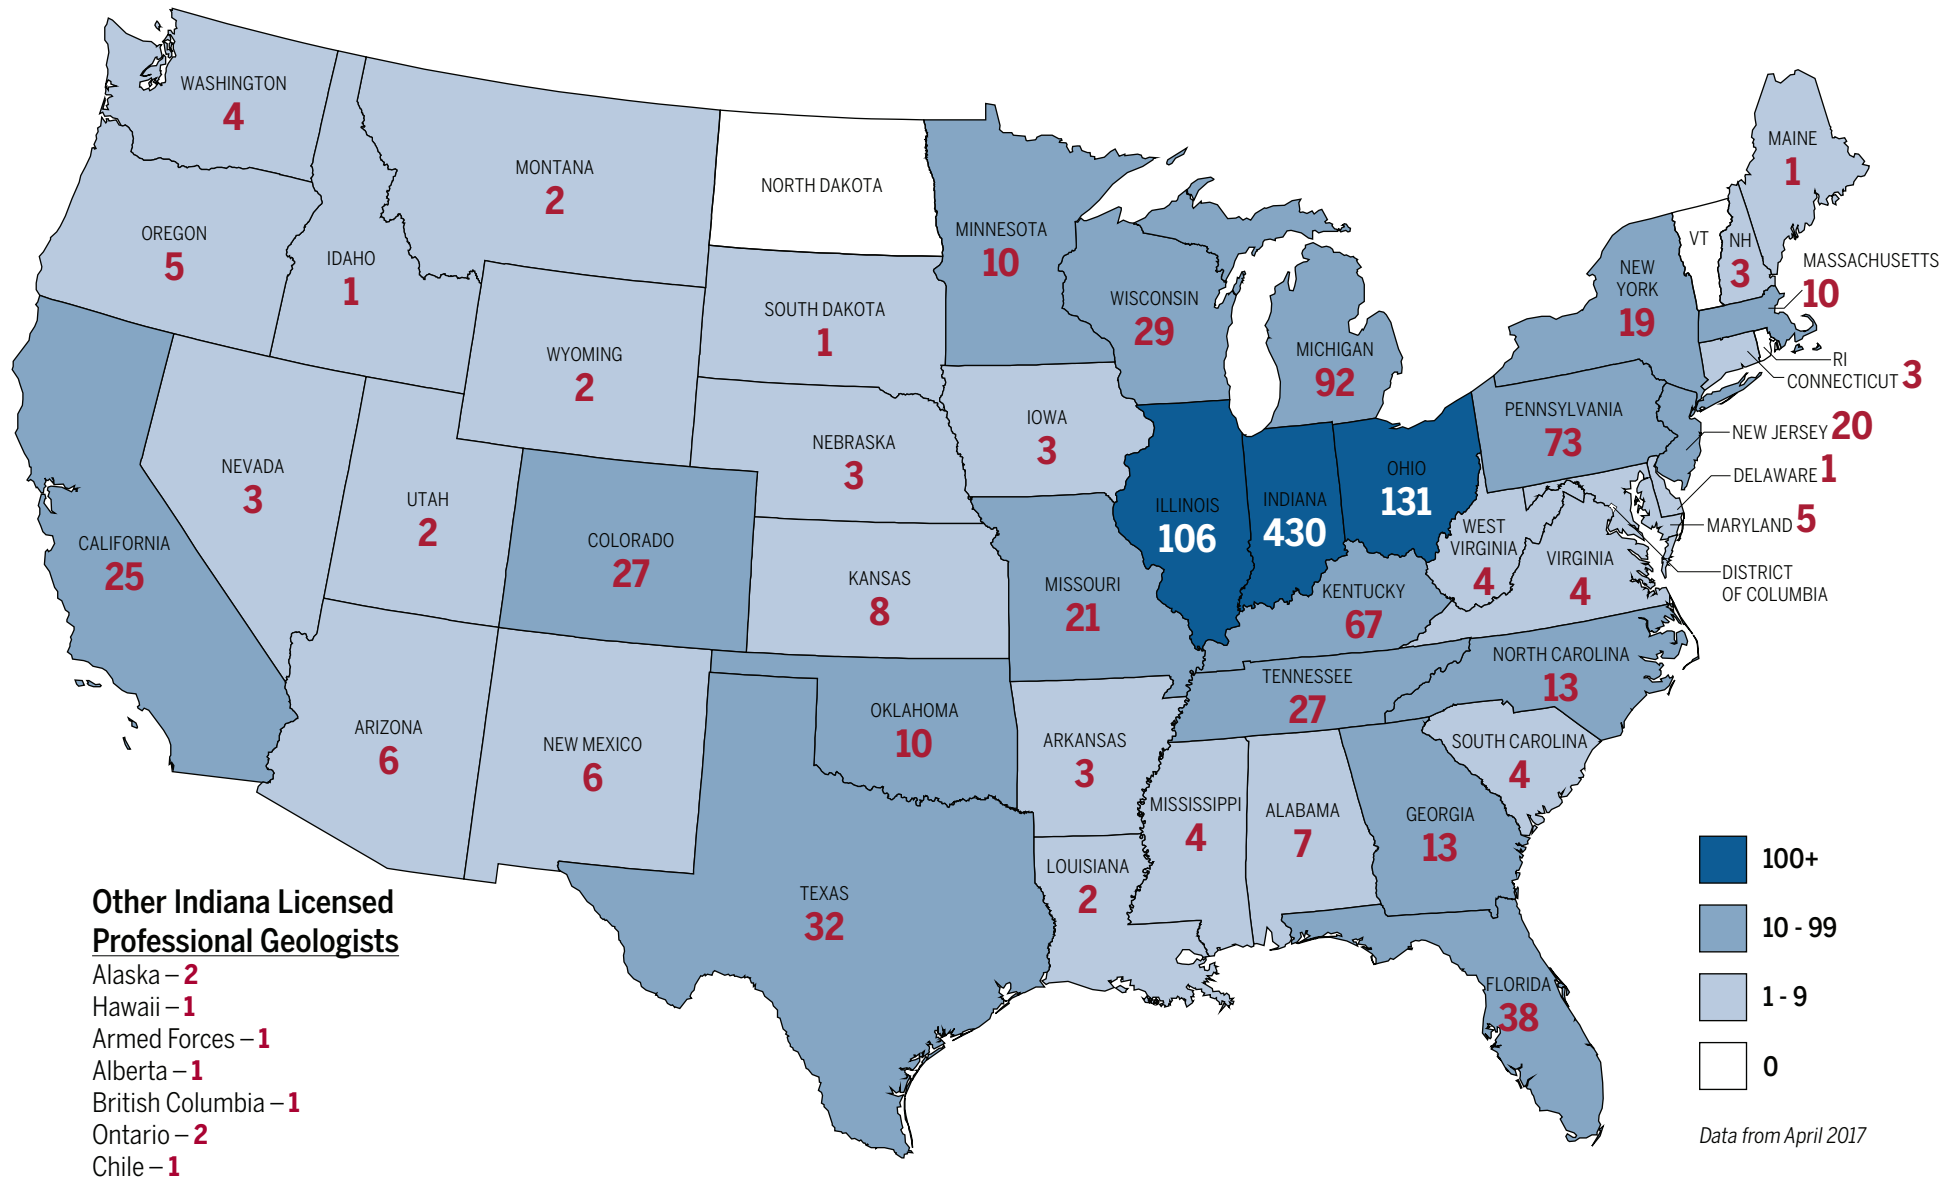 WASHINGTON
4
MONTANA
2
NORTH DAKOTA
MINNESOTA
10
OREGON
5
IDAHO
1
SOUTH DAKOTA
1
WISCONSIN
29
MICHIGAN
92
WYOMING
2
MAINE
1
VT
NH
3
MASSACHUSETTS
10
NEW
YORK
19
RI
CONNECTICUT 3
PENNSYLVANIA
73
NEW JERSEY 20
DELAWARE 1
MARYLAND 5
DISTRICT
OF COLUMBIA
CALIFORNIA
25
NEVADA
3
UTAH
2
COLORADO
27
NEBRASKA
3
IOWA
3
KANSAS
8
MISSOURI
21
ILLINOIS
106
INDIANA
430
OHIO
131
WEST
VIRGINIA
4
VIRGINIA
4
KENTUCKY
67
TENNESSEE
27
NORTH CAROLINA
13
SOUTH CAROLINA
4
ARIZONA
6
NEW MEXICO
6
OKLAHOMA
10
ARKANSAS
3
MISSISSIPPI
4
ALABAMA
7
GEORGIA
13
LOUISIANA
2
TEXAS
32
FLORIDA
38
Other Indiana Licensed
Professional Geologists
Alaska – 2
Hawaii – 1
Armed Forces – 1
Alberta – 1
British Columbia – 1
Ontario – 2
Chile – 1
100+
10 - 99
1 - 9
0
Data from April 2017